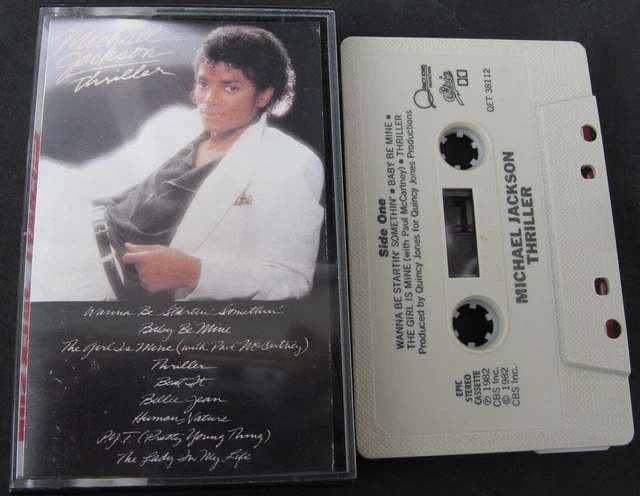 Michael
Jackson
Thriller
Wanna Be Startin' Somethin'
Baby Be Mine
The Girl is Mine (with Paul McCartney)
Thriller
Beat It
Billie Jean
Human Nature
P.Y.T. (Pretty Young Thing)
The Lady In My Life
Epic
QET 38112
Side One
WANNA BE STARTIN' SOMETHIN' ■ BABY BE MINE ■
THE GIRL IS MINE (with Paul McCartney) ■ THRILLER
Produced by Quincy Jones for Quincy Jones Productions
MICHAEL JACKSON
THRILLER
EPIC
STEREO
CASSETTE
℗ 1982
CBS Inc.
© 1982
CBS Inc.